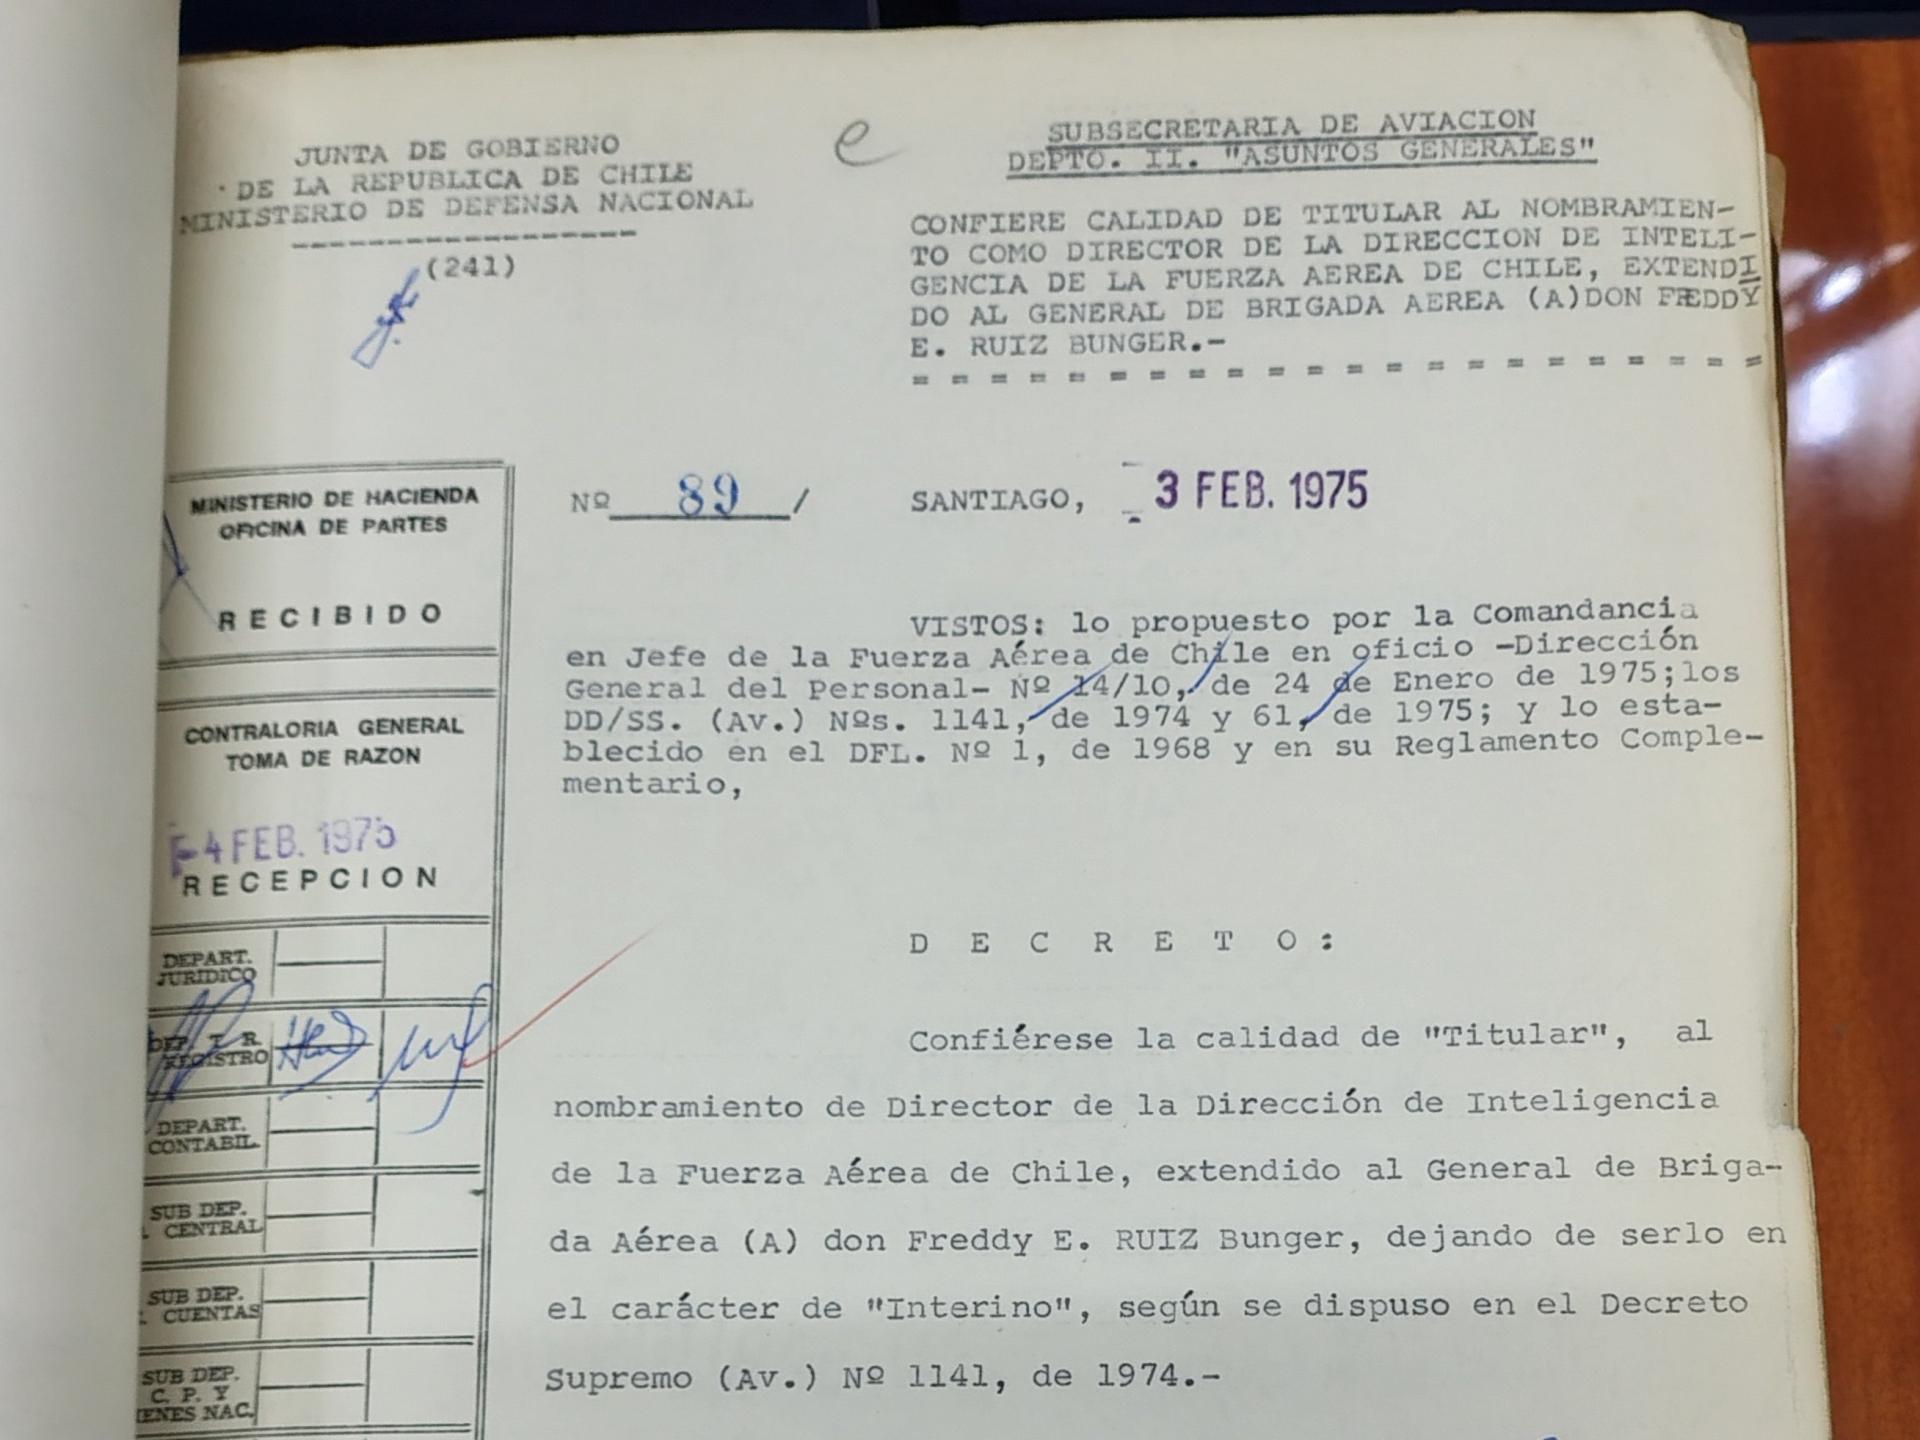 JUNTA DE GOBIERNO
DE LA REPUBLICA DE CHILE
MINISTERIO DE DEFENSA NACIONAL
(241)
e
SUBSECRETARIA DE AVIACION
DEPTO. II. "ASUNTOS GENERALES"
CONFIERE CALIDAD DE TITULAR AL NOMBRAMIEN-
TO COMO DIRECTOR DE LA DIRECCION DE INTELI-
GENCIA DE LA FUERZA AEREA DE CHILE, EXTENDI
DO AL GENERAL DE BRIGADA AEREA (A)DON FREDDY
E. RUIZ BUNGER.-
= = = = = = = = = = = = = = = = = = = = = =
Nº 89 /
SANTIAGO, 3 FEB. 1975
VISTOS: lo propuesto por la Comandancia
en Jefe de la Fuerza Aérea de Chile en oficio -Dirección
General del Personal- Nº 14/10, de 24 de Enero de 1975;los
DD/SS. (Av.) Nºs. 1141, de 1974 y 61, de 1975; y lo esta-
blecido en el DFL. Nº 1, de 1968 y en su Reglamento Comple-
mentario,
D E C R E T O :
Confiérese la calidad de "Titular", al
nombramiento de Director de la Dirección de Inteligencia
de la Fuerza Aérea de Chile, extendido al General de Briga-
da Aérea (A) don Freddy E. RUIZ Bunger, dejando de serlo en
el carácter de "Interino", según se dispuso en el Decreto
Supremo (Av.) Nº 1141, de 1974.-
MINISTERIO DE HACIENDA
OFICINA DE PARTES
RECIBIDO
CONTRALORIA GENERAL
TOMA DE RAZON
-4 FEB. 1975
RECEPCION
DEPART.
JURIDICO
DEP. T. R.
REGISTRO
DEPART.
CONTABIL.
SUB DEP.
CENTRAL
SUB DEP.
CUENTAS
SUB DEP.
C. P. Y
IENES NAC.